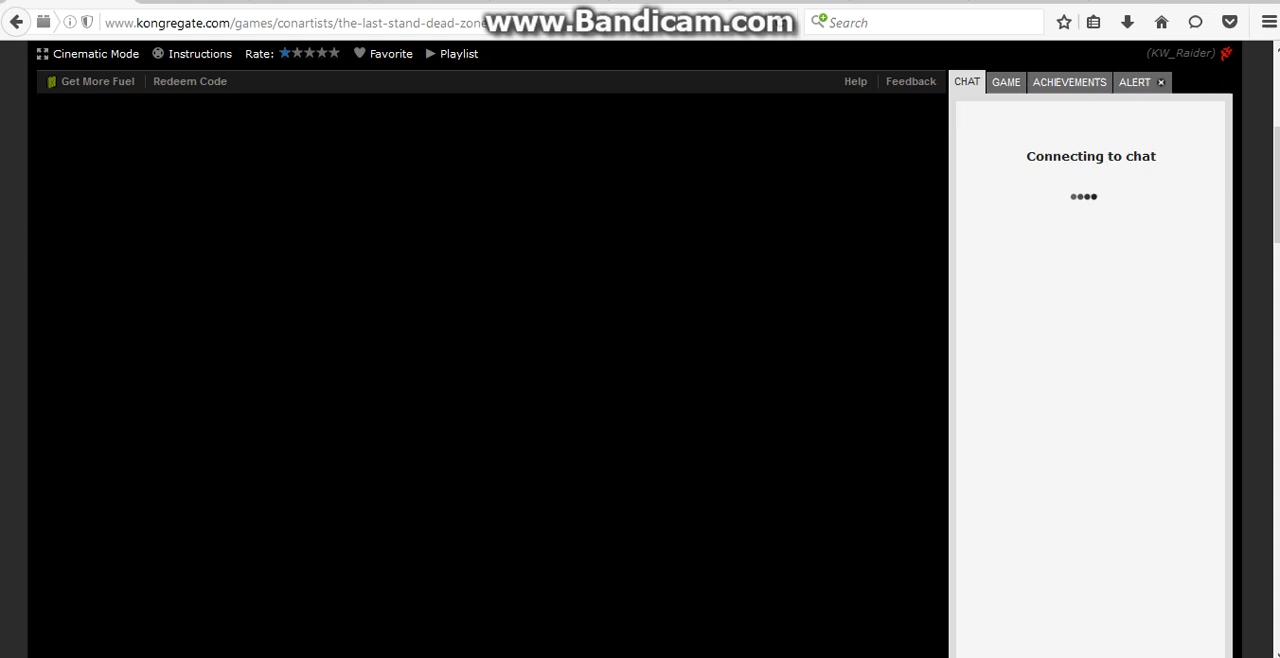 www.kongregate.com/games/conartists/the-last-stand-dead-zone
www.Bandicam.com
Search
Cinematic Mode Instructions Rate: Favorite Playlist
(KW_Raider)
Get More Fuel Redeem Code Help Feedback
CHAT GAME ACHIEVEMENTS ALERT ×
Connecting to chat